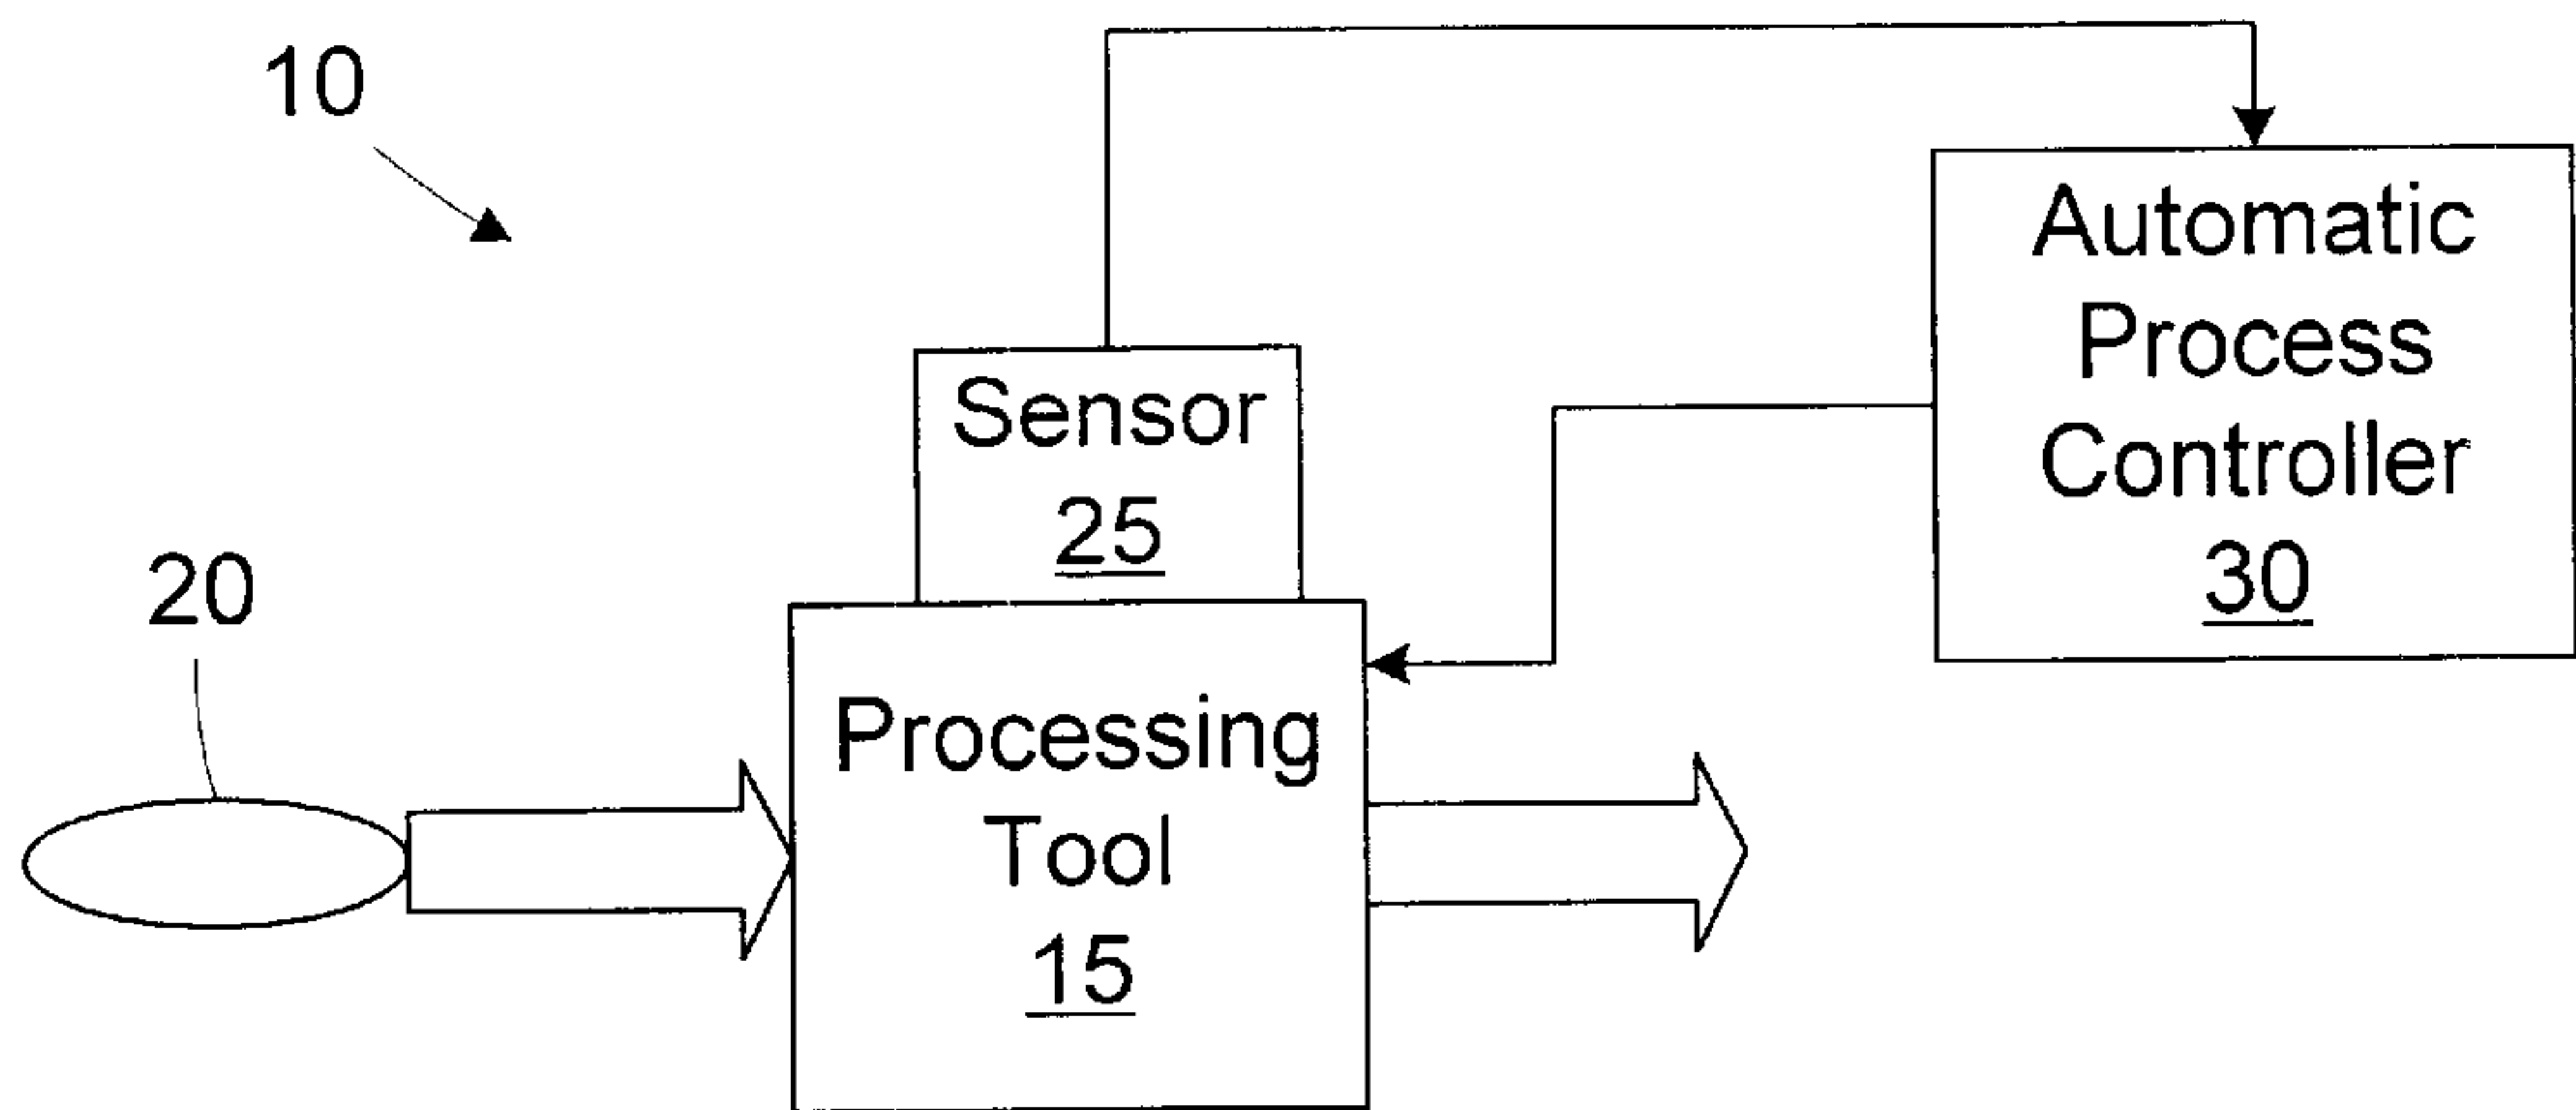 10
Automatic
Process
Controller
30
Sensor
25
20
Processing
Tool
15